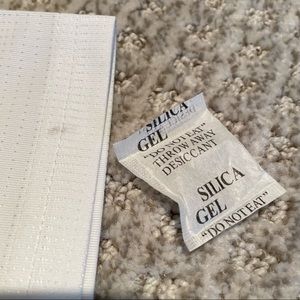 SILICA
GEL
"DO NOT EAT"
THROW AWAY
DESICCANT
SILICA
GEL
"DO NOT EAT"